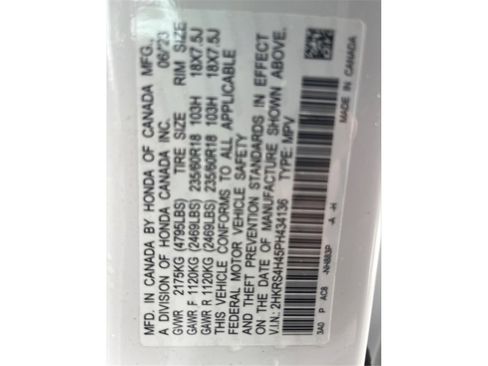 MFD. IN CANADA BY HONDA OF CANADA MFG.,
A DIVISION OF HONDA CANADA INC. 06/23
GVWR 2175KG (4795LBS) TIRE SIZE RIM SIZE
GAWR F 1120KG (2469LBS) 235/60R18 103H 18X7.5J
GAWR R 1120KG (2469LBS) 235/60R18 103H 18X7.5J
THIS VEHICLE CONFORMS TO ALL APPLICABLE
FEDERAL MOTOR VEHICLE SAFETY
AND THEFT PREVENTION STANDARDS IN EFFECT
ON THE DATE OF MANUFACTURE SHOWN ABOVE.
V.I.N.: 2HKRS4H45PH434136 TYPE: MPV
3A0 P AC8 -NH883P -A -H
MADE IN CANADA